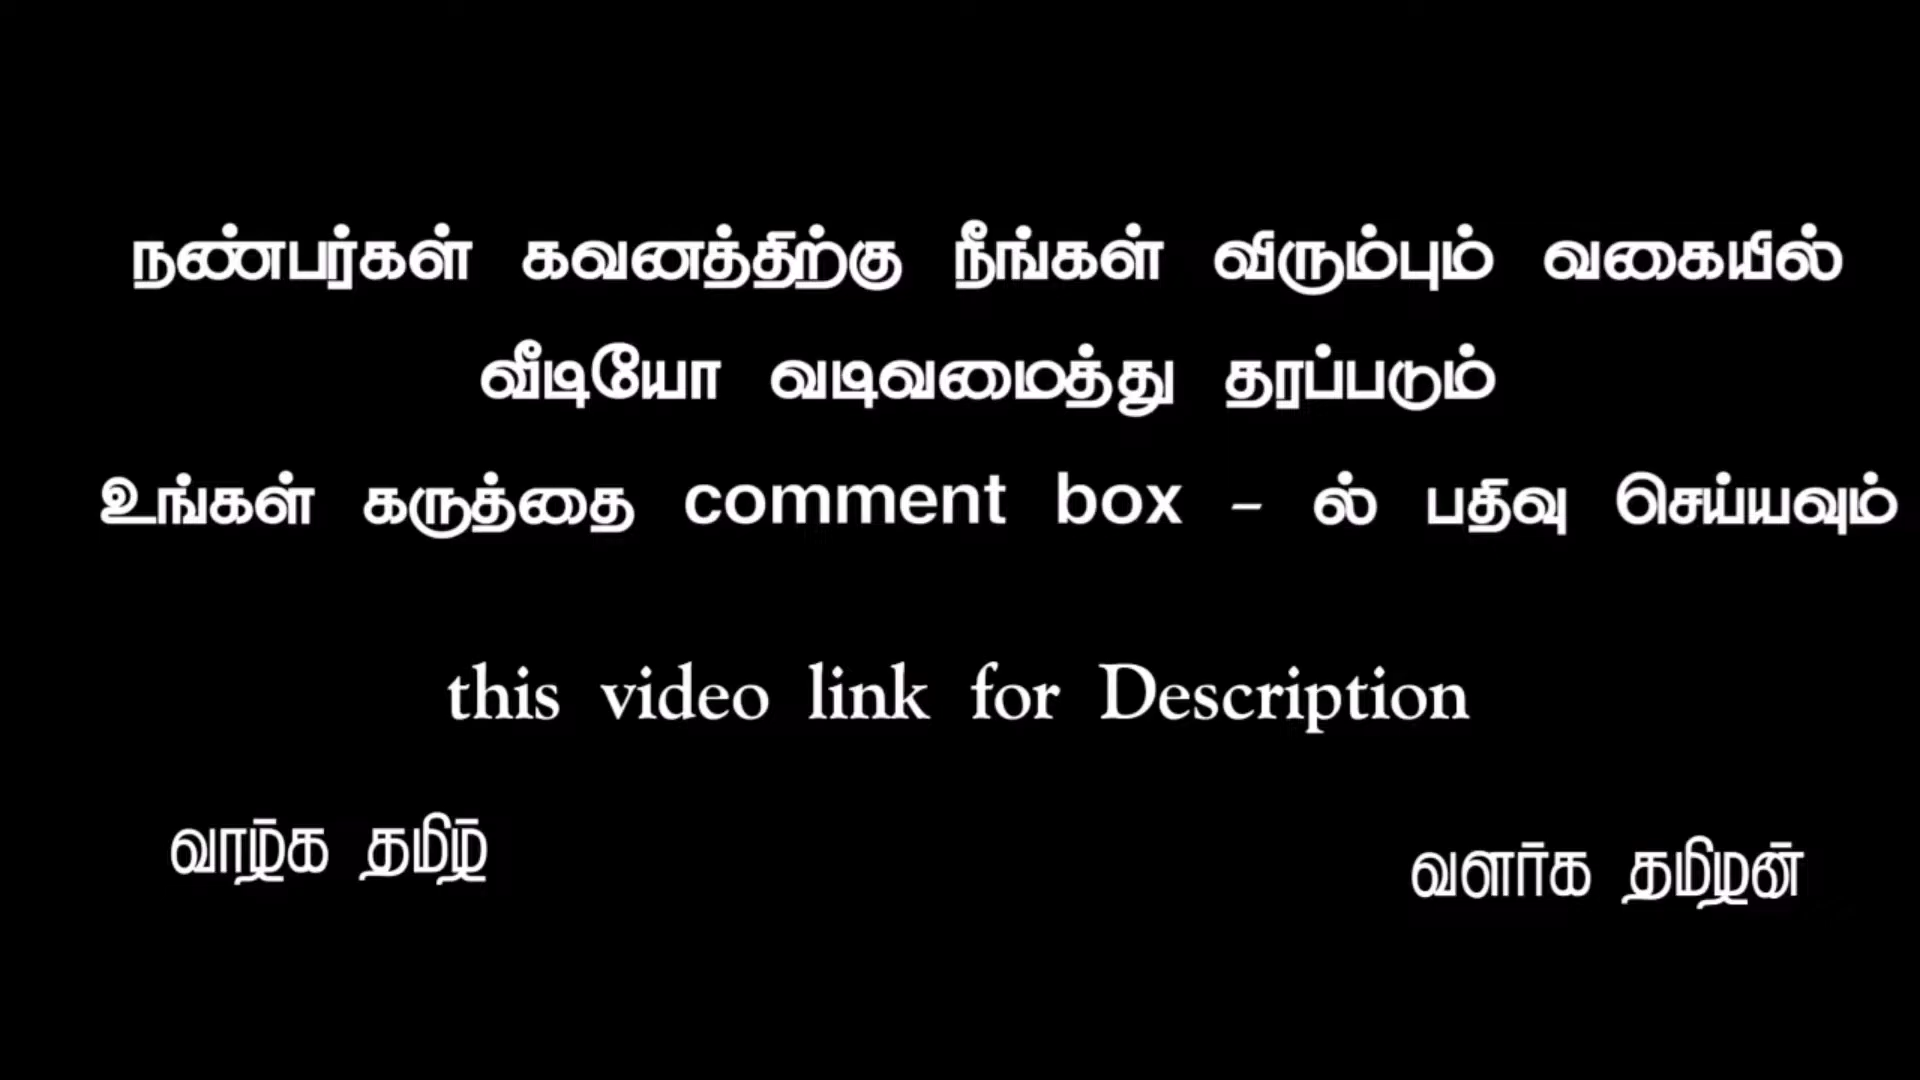 நண்பர்கள் கவனத்திற்கு நீங்கள் விரும்பும் வகையில்
வீடியோ வடிவமைத்து தரப்படும்
உங்கள் கருத்தை comment box - ல் பதிவு செய்யவும்
this video link for Description
வாழ்க தமிழ்
வளர்க தமிழன்